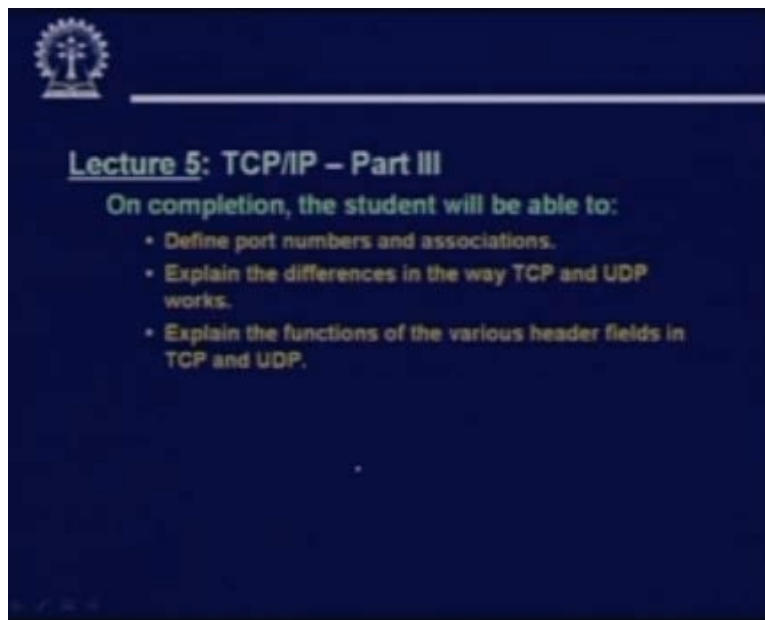 Lecture 5: TCP/IP – Part III
On completion, the student will be able to:
• Define port numbers and associations.
• Explain the differences in the way TCP and UDP
works.
• Explain the functions of the various header fields in
TCP and UDP.